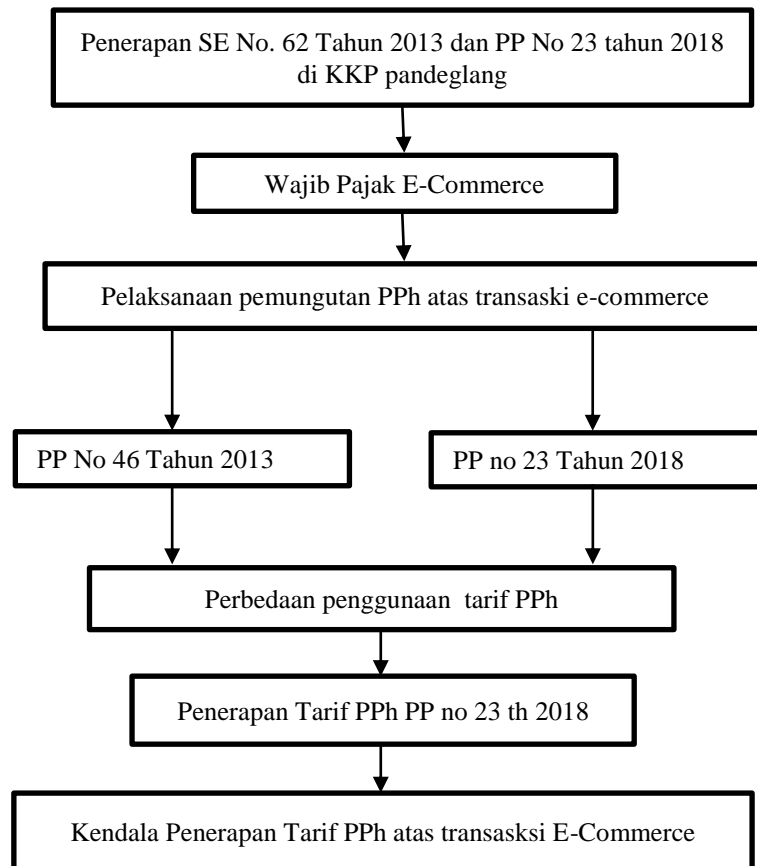 Penerapan SE No. 62 Tahun 2013 dan PP No 23 tahun 2018
di KKP pandeglang
Wajib Pajak E-Commerce
Pelaksanaan pemungutan PPh atas transaski e-commerce
PP No 46 Tahun 2013
PP no 23 Tahun 2018
Perbedaan penggunaan tarif PPh
Penerapan Tarif PPh PP no 23 th 2018
Kendala Penerapan Tarif PPh atas transasksi E-Commerce